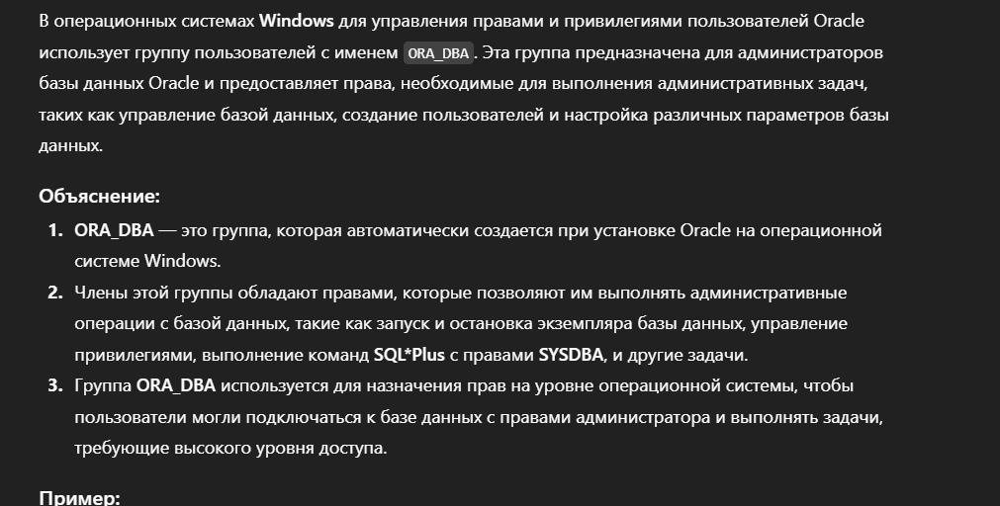 В операционных системах Windows для управления правами и привилегиями пользователей Oracle
использует группу пользователей с именем ORA_DBA. Эта группа предназначена для администраторов
базы данных Oracle и предоставляет права, необходимые для выполнения административных задач,
таких как управление базой данных, создание пользователей и настройка различных параметров базы
данных.
Объяснение:
1. ORA_DBA — это группа, которая автоматически создается при установке Oracle на операционной
системе Windows.
2. Члены этой группы обладают правами, которые позволяют им выполнять административные
операции с базой данных, такие как запуск и остановка экземпляра базы данных, управление
привилегиями, выполнение команд SQL*Plus с правами SYSDBA, и другие задачи.
3. Группа ORA_DBA используется для назначения прав на уровне операционной системы, чтобы
пользователи могли подключаться к базе данных с правами администратора и выполнять задачи,
требующие высокого уровня доступа.
Пример: